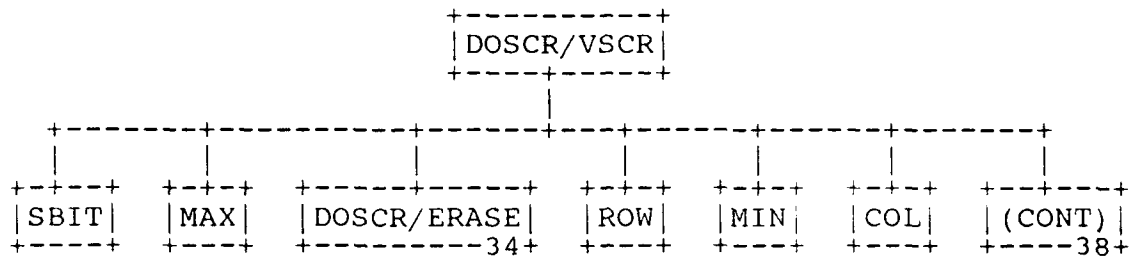 DOSCR/VSCR
SBIT MAX DOSCR/ERASE ROW MIN COL (CONT)
34 38